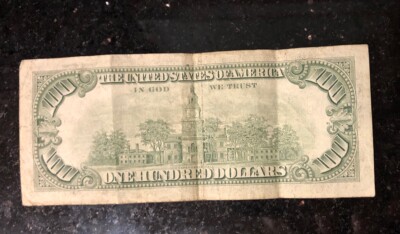 100 100
THE UNITED STATES OF AMERICA
IN GOD WE TRUST
100 100
ONE HUNDRED DOLLARS